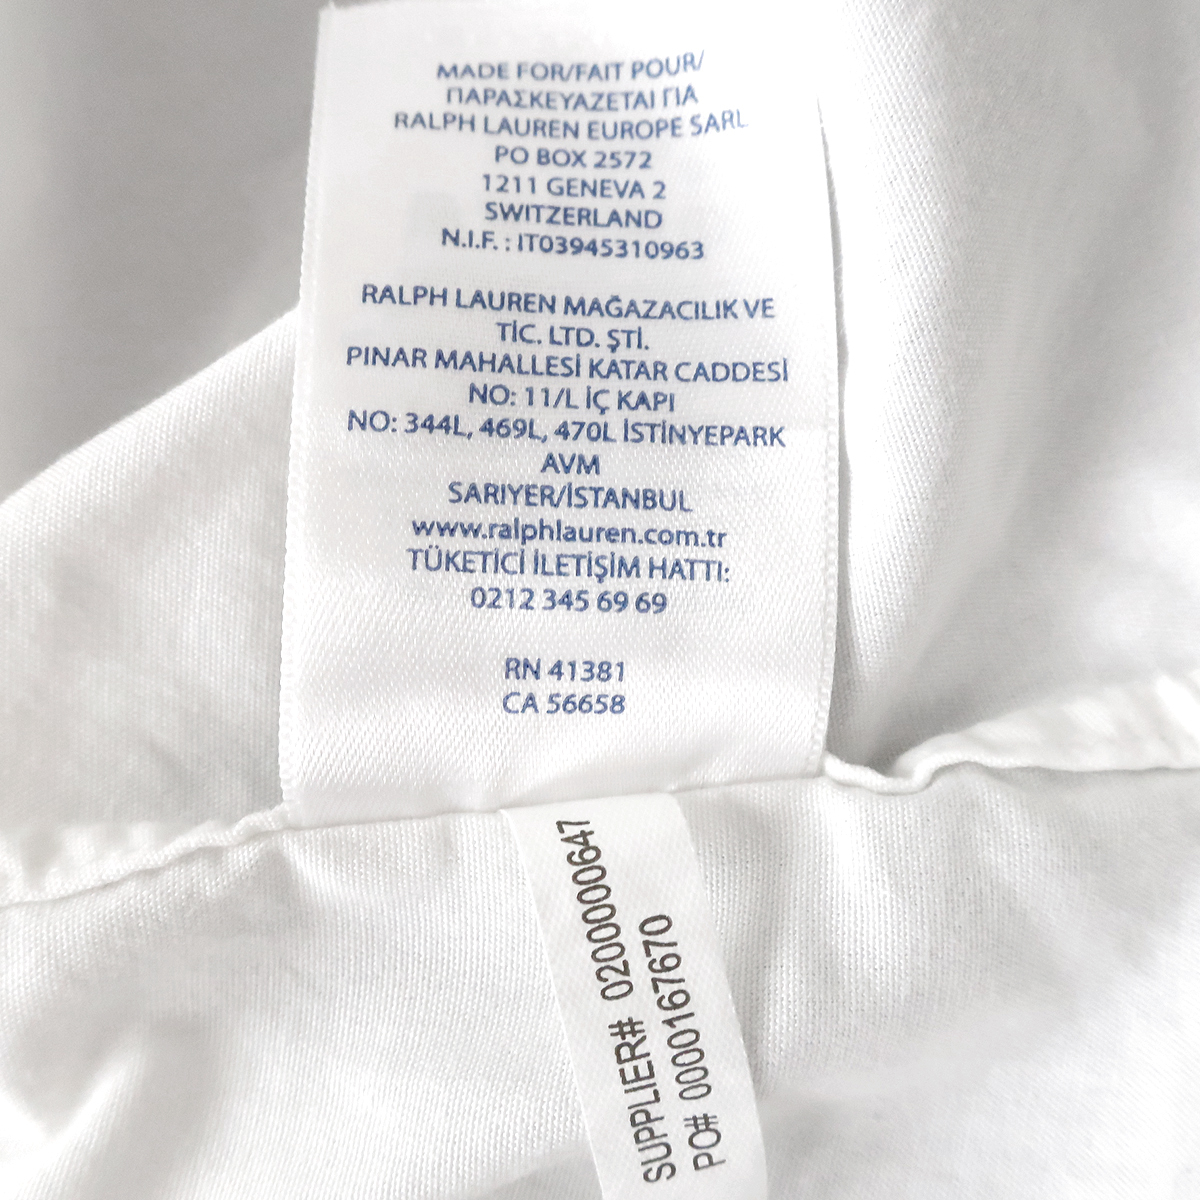 MADE FOR/FAIT POUR/
ΠΑΡΑΣΚΕΥΑΖΕΤΑΙ ΓΙΑ
RALPH LAUREN EUROPE SARL
PO BOX 2572
1211 GENEVA 2
SWITZERLAND
N.I.F. : IT03945310963
RALPH LAUREN MAĞAZACILIK VE
TİC. LTD. ŞTİ.
PINAR MAHALLESİ KATAR CADDESİ
NO: 11/L İÇ KAPI
NO: 344L, 469L, 470L İSTİNYEPARK
AVM
SARIYER/İSTANBUL
www.ralphlauren.com.tr
TÜKETİCİ İLETİŞİM HATTI:
0212 345 69 69
RN 41381
CA 56658
SUPPLIER# 0200000647
PO# 0000167670